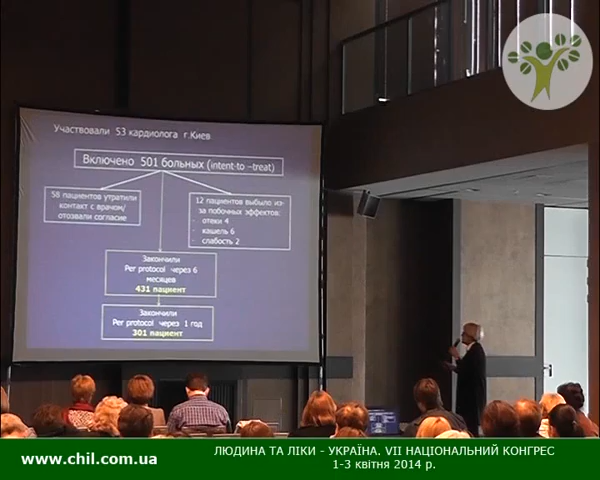 Участвовали 53 кардиолога г.Киев
Включено 501 больных (intent-to –treat)
58 пациентов утратили
контакт с врачом/
отозвали согласие
12 пациентов выбыло из-
за побочных эффектов:
- отеки 4
- кашель 6
- слабость 2
Закончили
Per protocol через 6
месяцев
431 пациент
Закончили
Per protocol через 1 год
301 пациент
www.chil.com.ua
ЛЮДИНА ТА ЛІКИ - УКРАЇНА. VII НАЦІОНАЛЬНИЙ КОНГРЕС
1-3 квітня 2014 р.